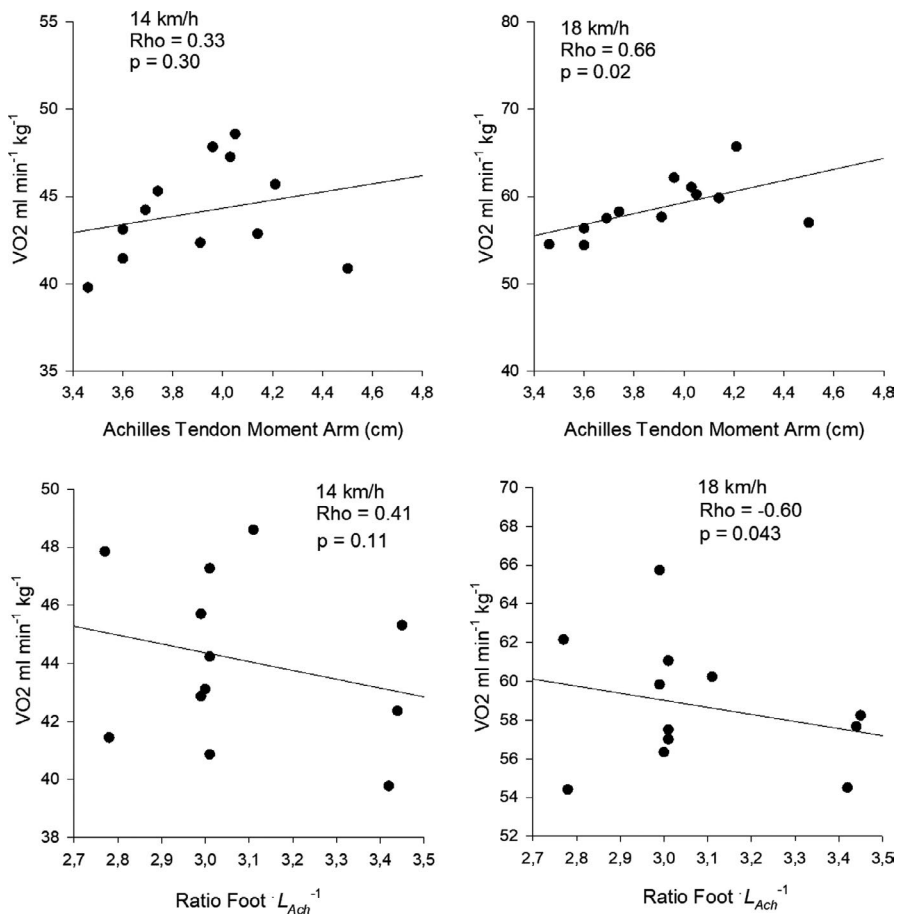 14 km/h
Rho = 0.33
p = 0.30
55
50
45
40
35
VO2 ml min⁻¹ kg⁻¹
3,4 3,6 3,8 4,0 4,2 4,4 4,6 4,8
Achilles Tendon Moment Arm (cm)
18 km/h
Rho = 0.66
p = 0.02
80
70
60
50
40
VO2 ml min⁻¹ kg⁻¹
3,4 3,6 3,8 4,0 4,2 4,4 4,6 4,8
Achilles Tendon Moment Arm (cm)
14 km/h
Rho = 0.41
p = 0.11
50
48
46
44
42
40
38
VO2 ml min⁻¹ kg⁻¹
2,7 2,8 2,9 3,0 3,1 3,2 3,3 3,4 3,5
Ratio Foot · L_Ach⁻¹
18 km/h
Rho = -0.60
p = 0.043
70
68
66
64
62
60
58
56
54
52
VO2 ml min⁻¹ kg⁻¹
2,7 2,8 2,9 3,0 3,1 3,2 3,3 3,4 3,5
Ratio Foot · L_Ach⁻¹